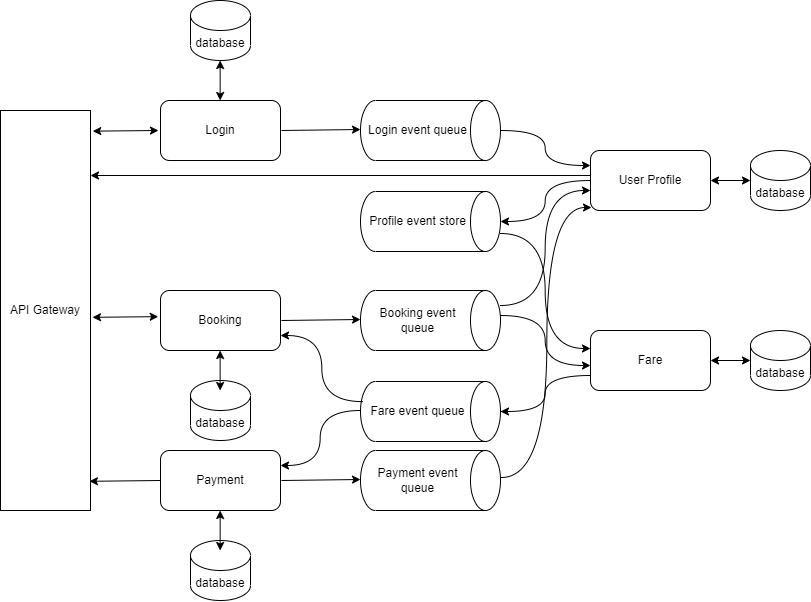 database
Login
Login event queue
User Profile
database
Profile event store
API Gateway
Booking
Booking event
queue
Fare
database
database
Fare event queue
Payment
Payment event
queue
database